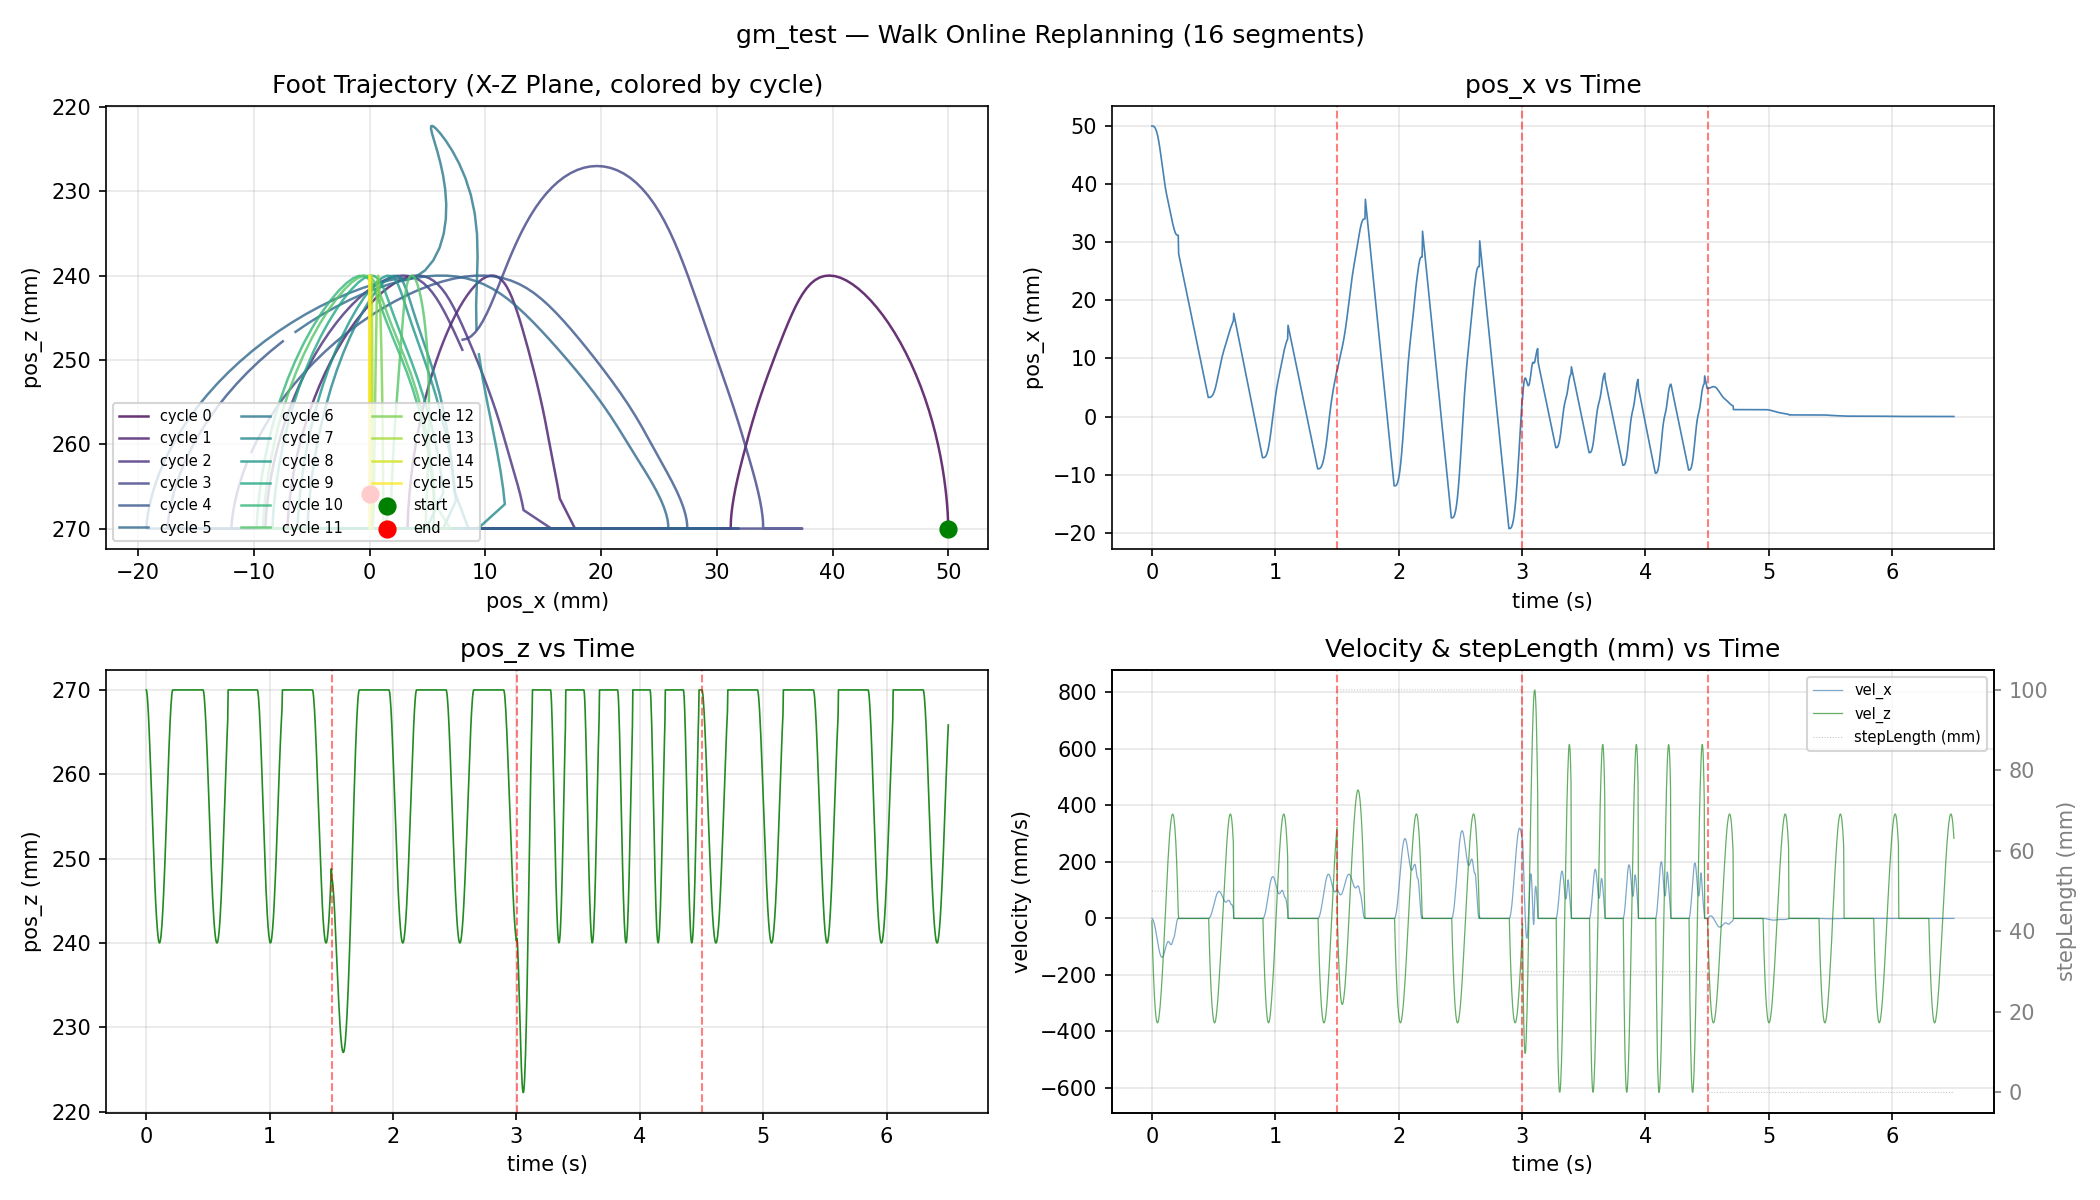 gm_test — Walk Online Replanning (16 segments)
Foot Trajectory (X-Z Plane, colored by cycle)
220
230
240
250
260
270
pos_z (mm)
−20
−10
0
10
20
30
40
50
pos_x (mm)
cycle 0
cycle 1
cycle 2
cycle 3
cycle 4
cycle 5
cycle 6
cycle 7
cycle 8
cycle 9
cycle 10
cycle 11
cycle 12
cycle 13
cycle 14
cycle 15
start
end
pos_x vs Time
50
40
30
20
10
0
−10
−20
pos_x (mm)
0
1
2
3
4
5
6
time (s)
pos_z vs Time
270
260
250
240
230
220
pos_z (mm)
0
1
2
3
4
5
6
time (s)
Velocity & stepLength (mm) vs Time
800
600
400
200
0
−200
−400
−600
velocity (mm/s)
0
1
2
3
4
5
6
time (s)
100
80
60
40
20
0
stepLength (mm)
vel_x
vel_z
stepLength (mm)